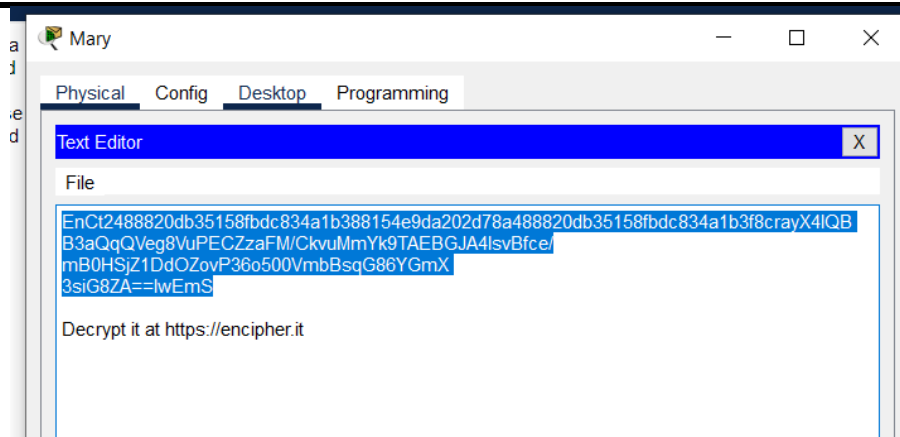 a
d
se
d
Mary
Physical Config Desktop Programming
Text Editor X
File
EnCt2488820db35158fbdc834a1b388154e9da202d78a488820db35158fbdc834a1b3f8crayX4lQB
B3aQqQVeg8VuPECZzaFM/CkvuMmYk9TAEBGJA4lsvBfce/
mB0HSjZ1DdOZovP36o500VmbBsqG86YGmX
3siG8ZA==IwEmS
Decrypt it at https://encipher.it